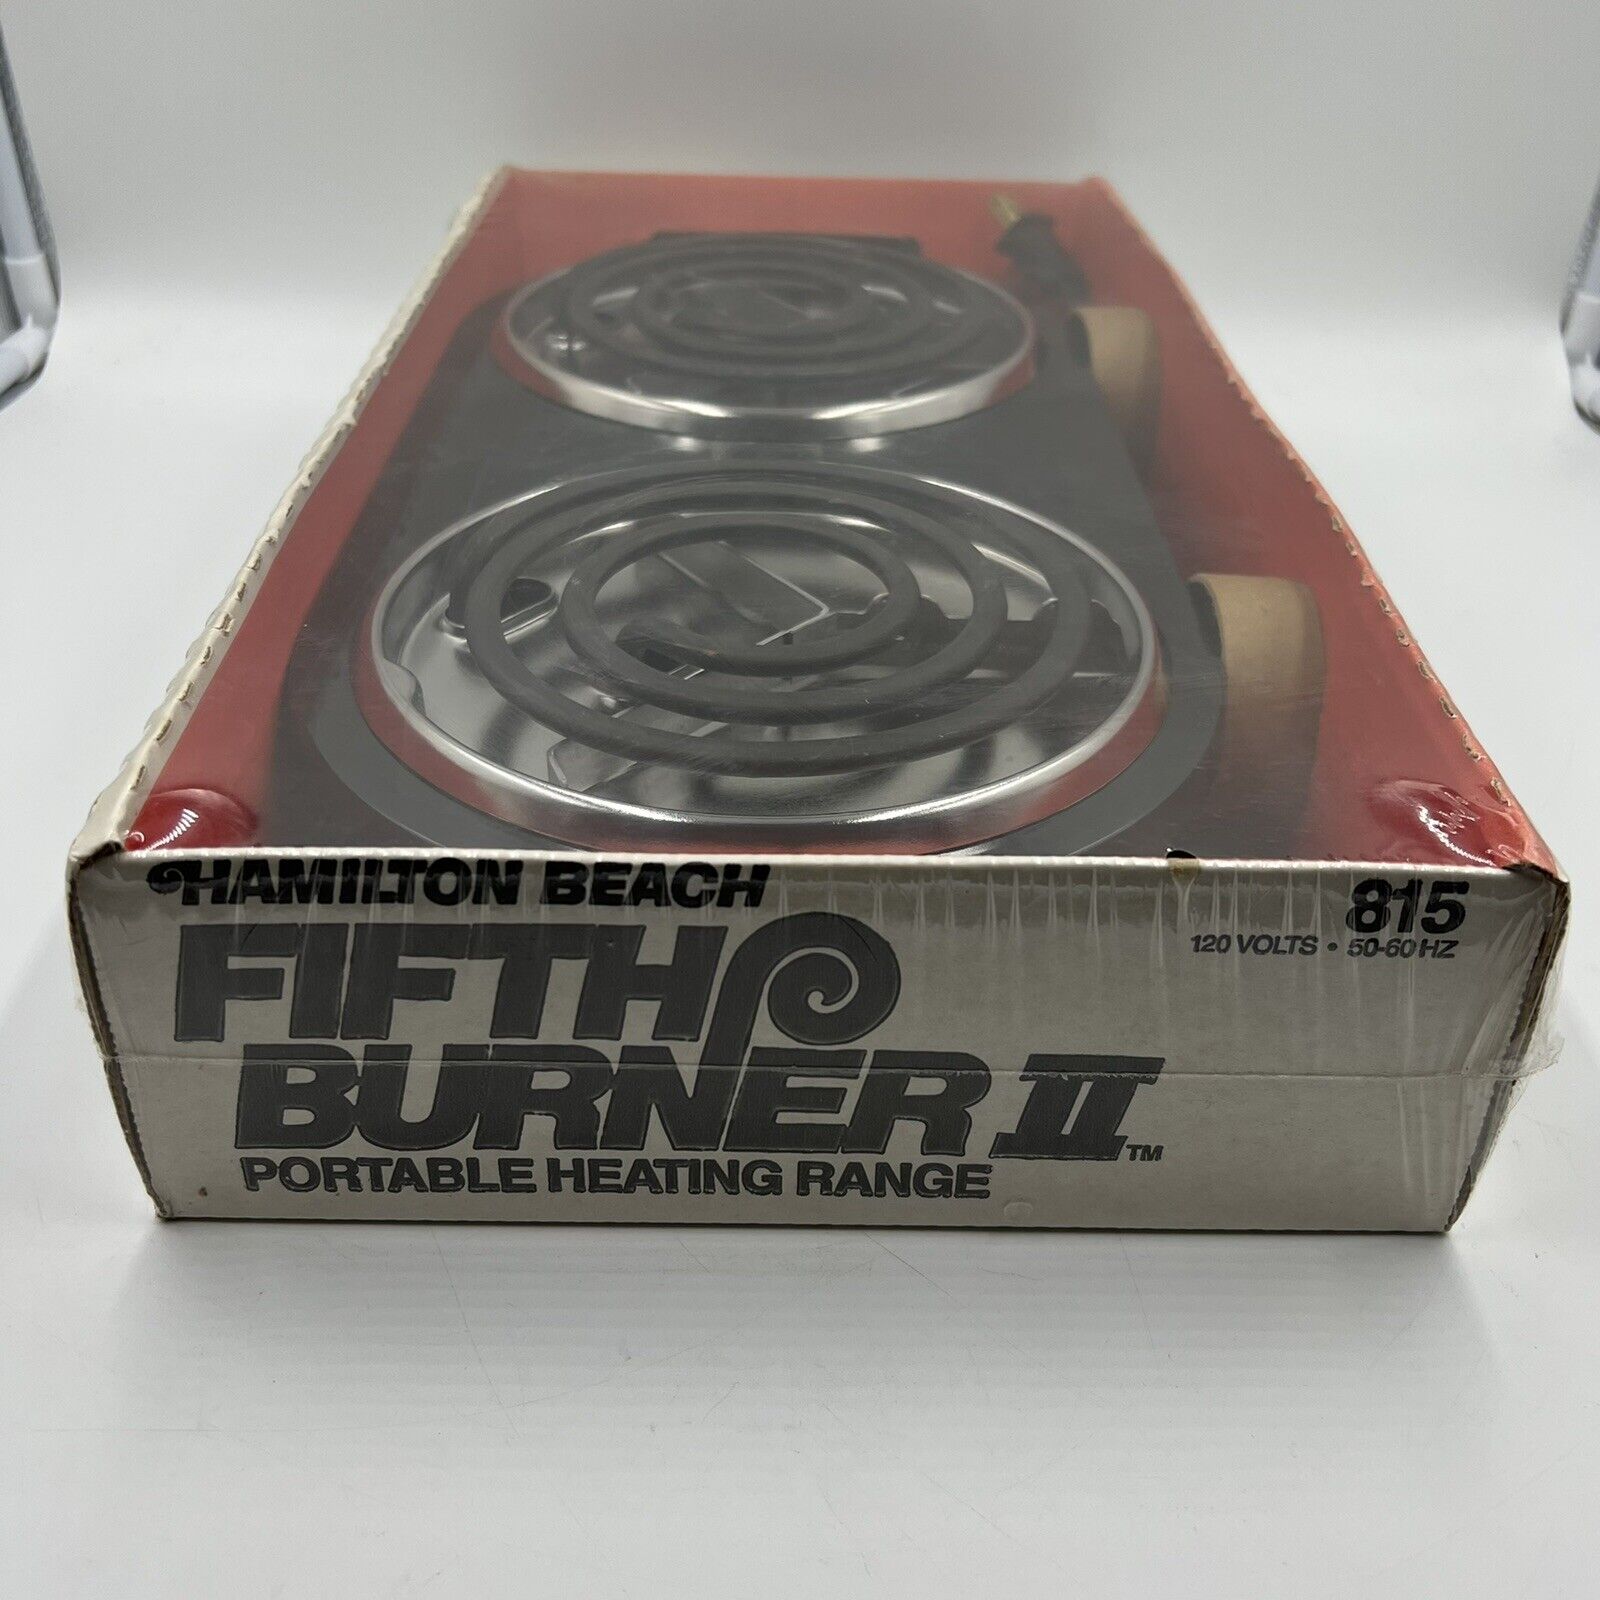 HAMILTON BEACH
815
120 VOLTS • 50-60 HZ
FIFTH
BURNER II™
PORTABLE HEATING RANGE